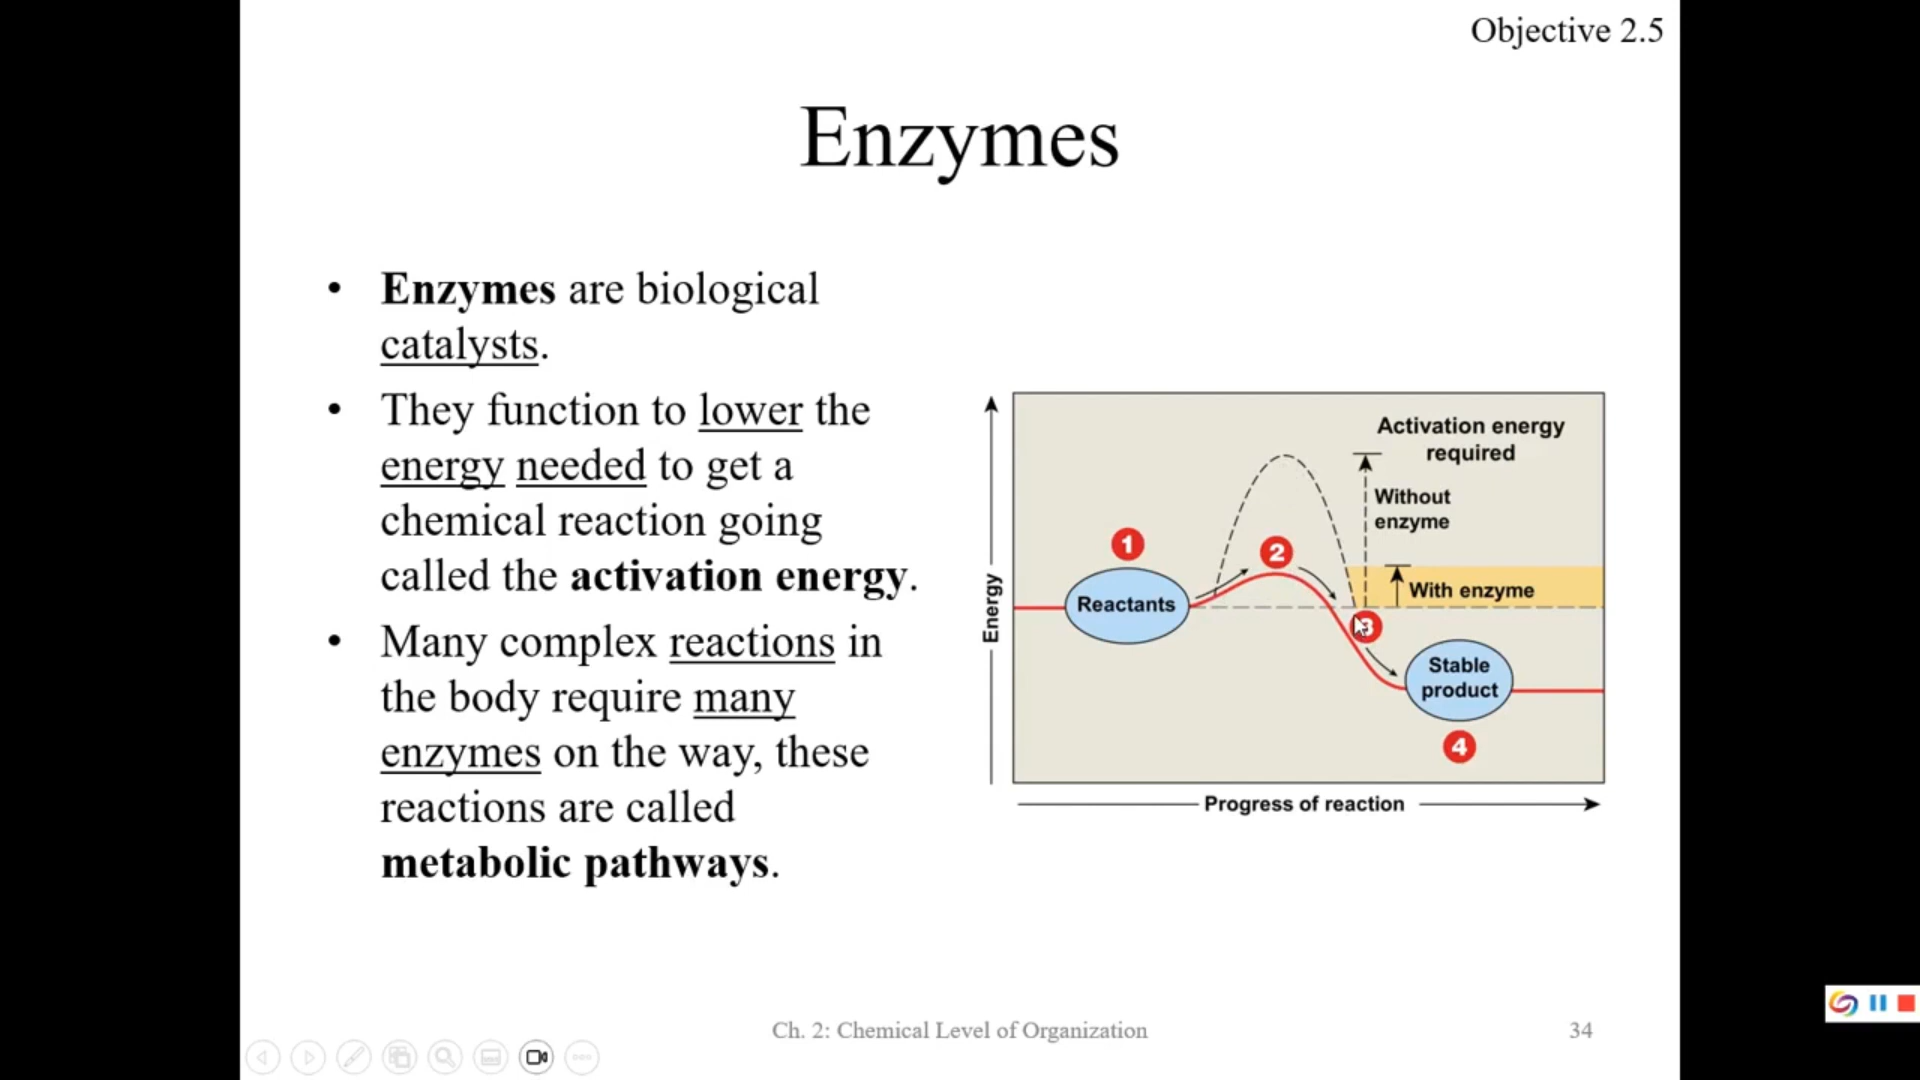 Objective 2.5
Enzymes
• Enzymes are biological
catalysts.
• They function to lower the
energy needed to get a
chemical reaction going
called the activation energy.
• Many complex reactions in
the body require many
enzymes on the way, these
reactions are called
metabolic pathways.
Activation energy
required
Without
enzyme
1
2
Reactants
With enzyme
3
Energy
Stable
product
4
Progress of reaction
Ch. 2: Chemical Level of Organization
34